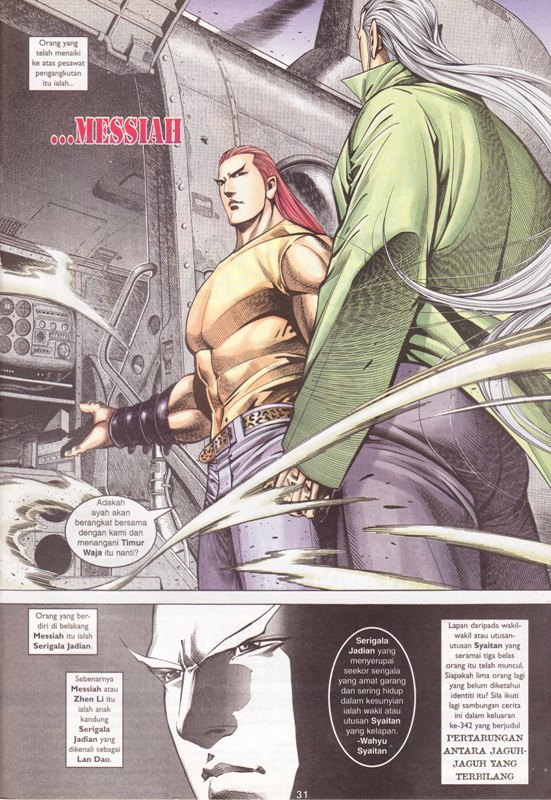 Orang yang
telah menaiki
ke atas pesawat
pengangkutan
itu ialah...
...MESSIAH
Adakah
ayah akan
berangkat bersama
dengan kami dan
menangani Timur
Waja itu nanti?
Orang yang ber-
diri di belakang
Messiah itu ialah
Serigala Jadian.
Sebenarnya
Messiah atau
Zhen Li itu
ialah anak
kandung
Serigala
Jadian yang
dikenali sebagai
Lan Dao.
Serigala
Jadian yang
menyerupai
seekor serigala
yang amat garang
dan sering hidup
dalam kesunyian
ialah wakil atau
utusan Syaitan
yang kelapan.
-Wahyu
Syaitan
Lapan daripada wakil-
wakil atau utusan-
utusan Syaitan yang
seramai tiga belas
orang itu telah muncul.
Siapakah lima orang lagi
yang belum diketahui
identiti itu? Sila ikuti
lagi sambungan cerita
ini dalam keluaran
ke-342 yang berjudul
PERTARUNGAN
ANTARA JAGUH-
JAGUH YANG
TERBILANG
31